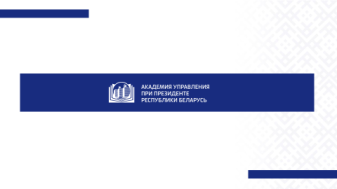 АКАДЕМИЯ УПРАВЛЕНИЯ
ПРИ ПРЕЗИДЕНТЕ
РЕСПУБЛИКИ БЕЛАРУСЬ